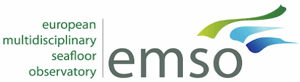 european
multidisciplinary
seafloor
observatory
emso